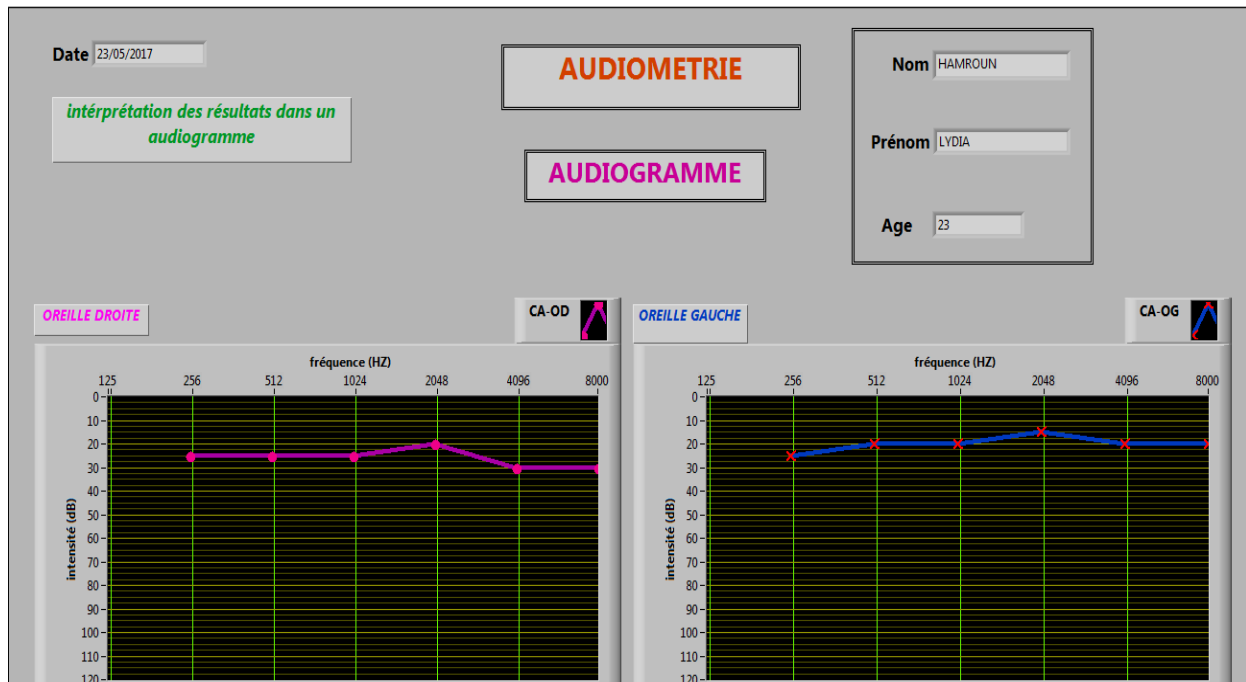 Date 23/05/2017
intérprétation des résultats dans un
audiogramme
AUDIOMETRIE
AUDIOGRAMME
Nom HAMROUN
Prénom LYDIA
Age 23
OREILLE DROITE
CA-OD
fréquence (HZ)
125 256 512 1024 2048 4096 8000
intensité (dB)
0
10
20
30
40
50
60
70
80
90
100
110
120
OREILLE GAUCHE
CA-OG
fréquence (HZ)
125 256 512 1024 2048 4096 8000
intensité (dB)
0
10
20
30
40
50
60
70
80
90
100
110
120